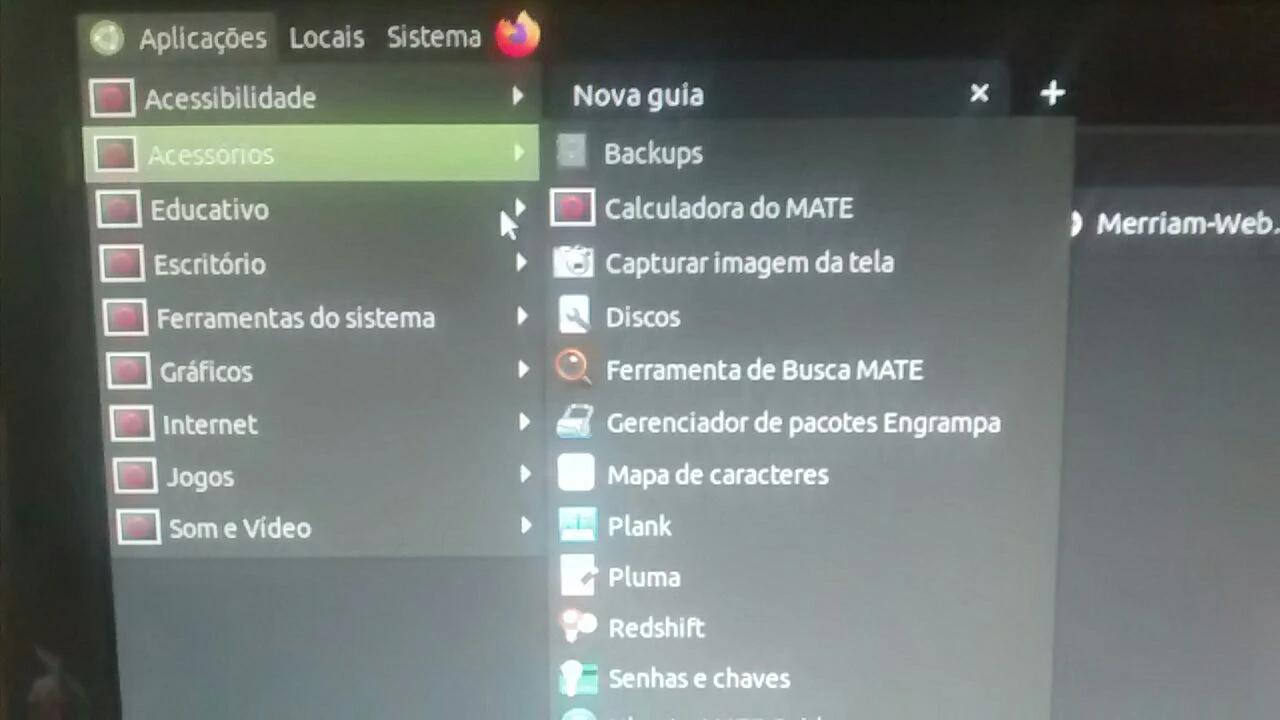 Aplicações Locais Sistema
Acessibilidade
Acessórios
Educativo
Escritório
Ferramentas do sistema
Gráficos
Internet
Jogos
Som e Vídeo
Nova guia
Backups
Calculadora do MATE
Capturar imagem da tela
Discos
Ferramenta de Busca MATE
Gerenciador de pacotes Engrampa
Mapa de caracteres
Plank
Pluma
Redshift
Senhas e chaves
Merriam-Web.